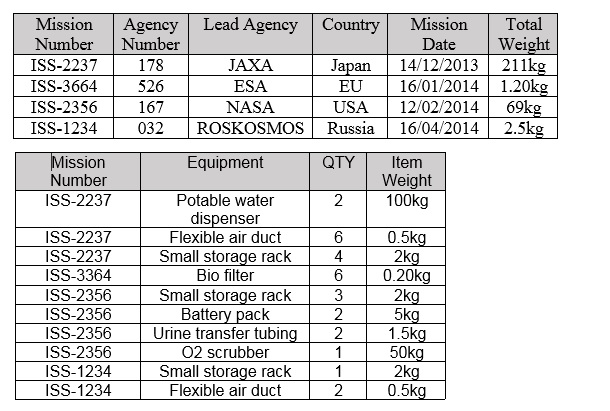 Mission Number Agency Number Lead Agency Country Mission Date Total Weight
ISS-2237 178 JAXA Japan 14/12/2013 211kg
ISS-3664 526 ESA EU 16/01/2014 1.20kg
ISS-2356 167 NASA USA 12/02/2014 69kg
ISS-1234 032 ROSKOSMOS Russia 16/04/2014 2.5kg
Mission Number Equipment QTY Item Weight
ISS-2237 Potable water dispenser 2 100kg
ISS-2237 Flexible air duct 6 0.5kg
ISS-2237 Small storage rack 4 2kg
ISS-3364 Bio filter 6 0.20kg
ISS-2356 Small storage rack 3 2kg
ISS-2356 Battery pack 2 5kg
ISS-2356 Urine transfer tubing 2 1.5kg
ISS-2356 O2 scrubber 1 50kg
ISS-1234 Small storage rack 1 2kg
ISS-1234 Flexible air duct 2 0.5kg